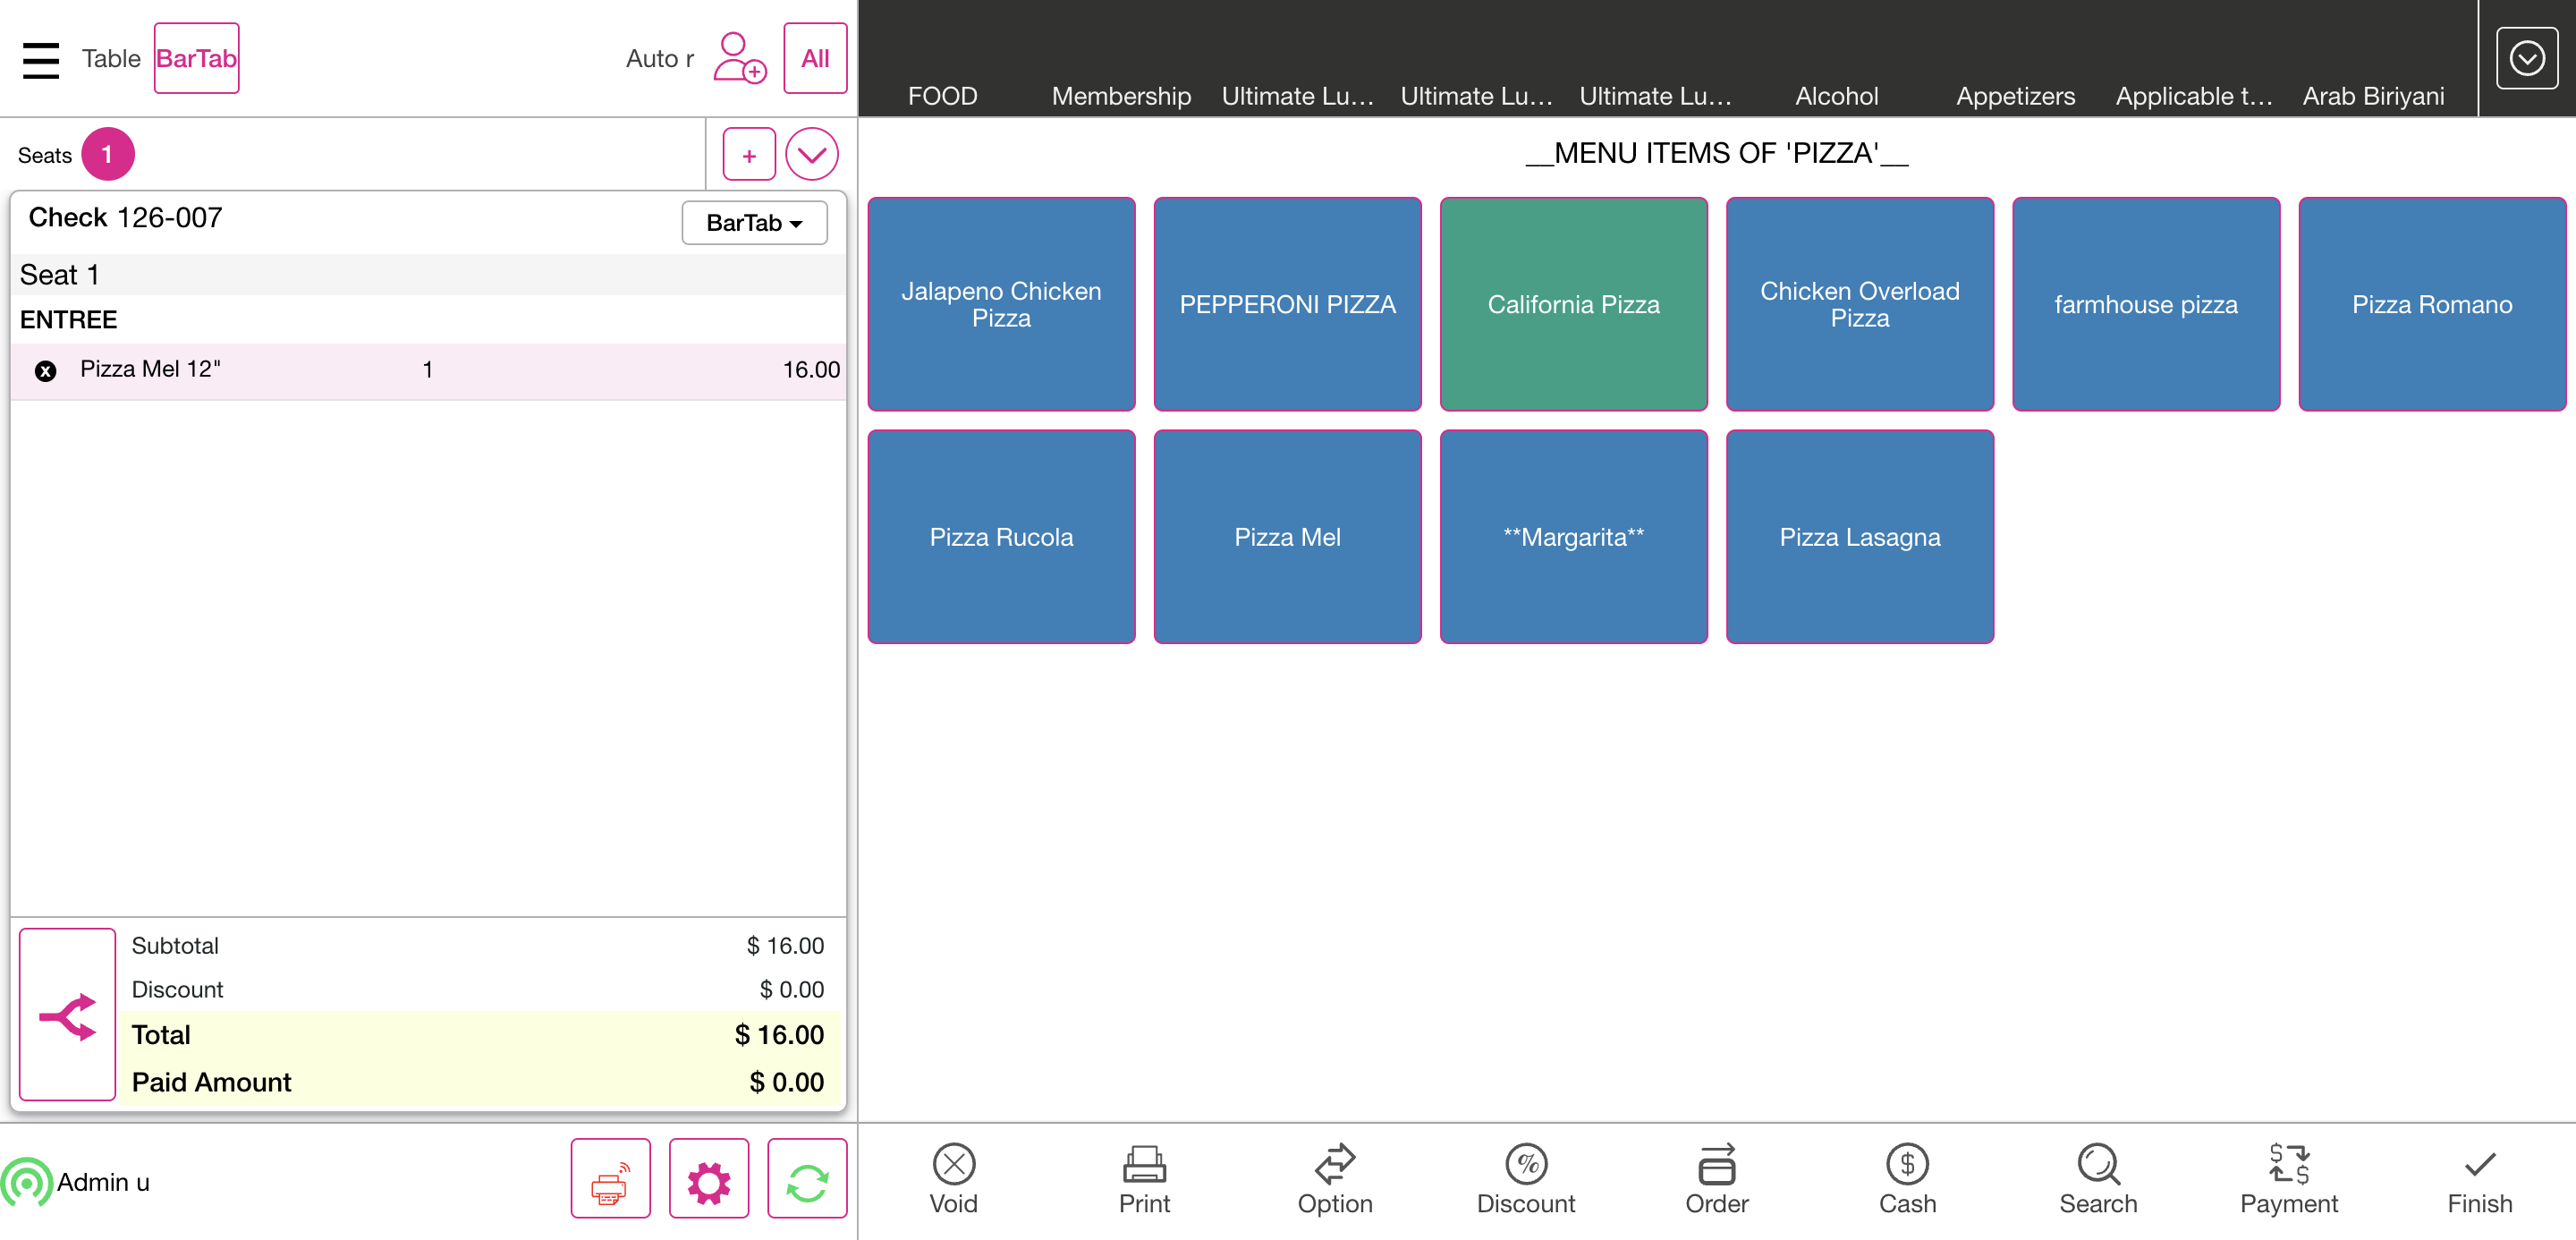 Table BarTab Auto r All
FOOD Membership Ultimate Lu... Ultimate Lu... Ultimate Lu... Alcohol Appetizers Applicable t... Arab Biriyani
Seats 1 +
Check 126-007 BarTab
Seat 1
ENTREE
x Pizza Mel 12" 1 16.00
Subtotal $ 16.00
Discount $ 0.00
Total $ 16.00
Paid Amount $ 0.00
Admin u
__MENU ITEMS OF 'PIZZA'__
Jalapeno Chicken
Pizza
PEPPERONI PIZZA
California Pizza
Chicken Overload
Pizza
farmhouse pizza
Pizza Romano
Pizza Rucola
Pizza Mel
**Margarita**
Pizza Lasagna
Void Print Option Discount Order Cash Search Payment Finish